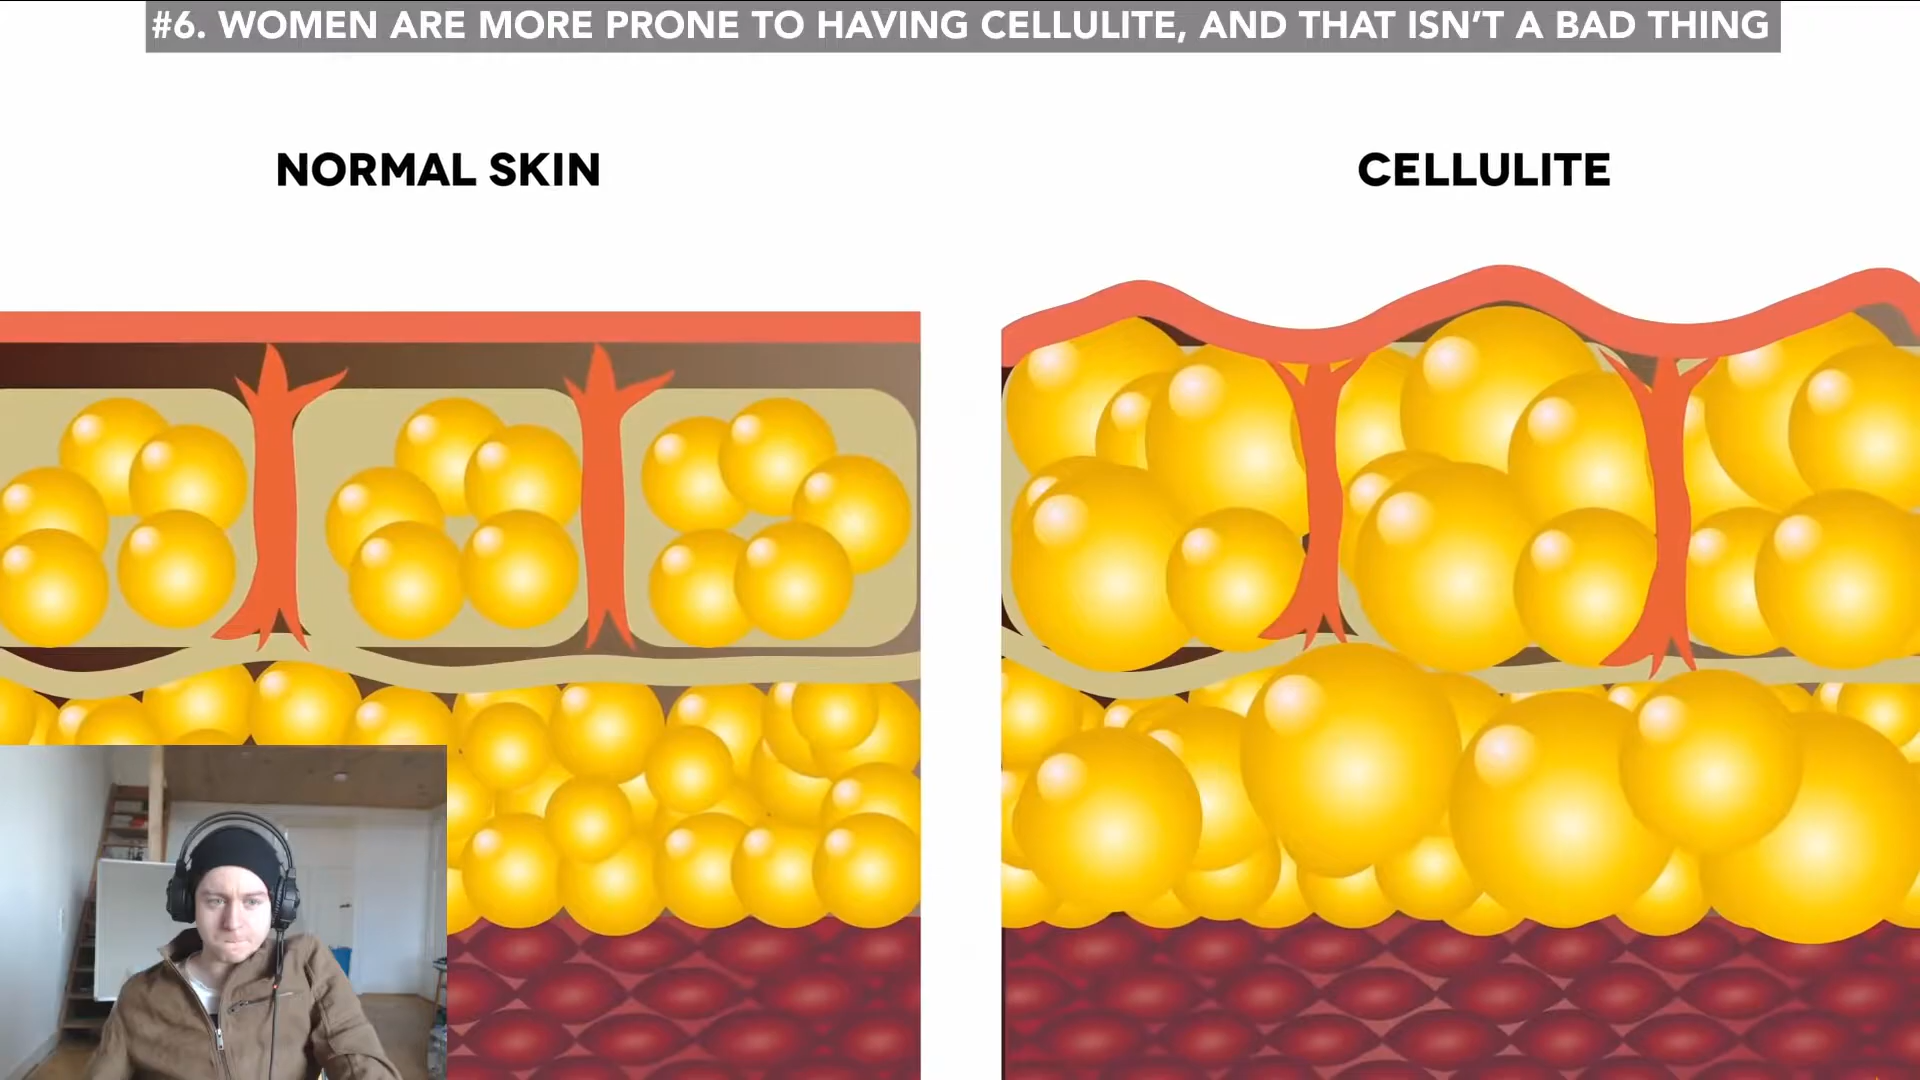 #6. WOMEN ARE MORE PRONE TO HAVING CELLULITE, AND THAT ISN'T A BAD THING
NORMAL SKIN
CELLULITE